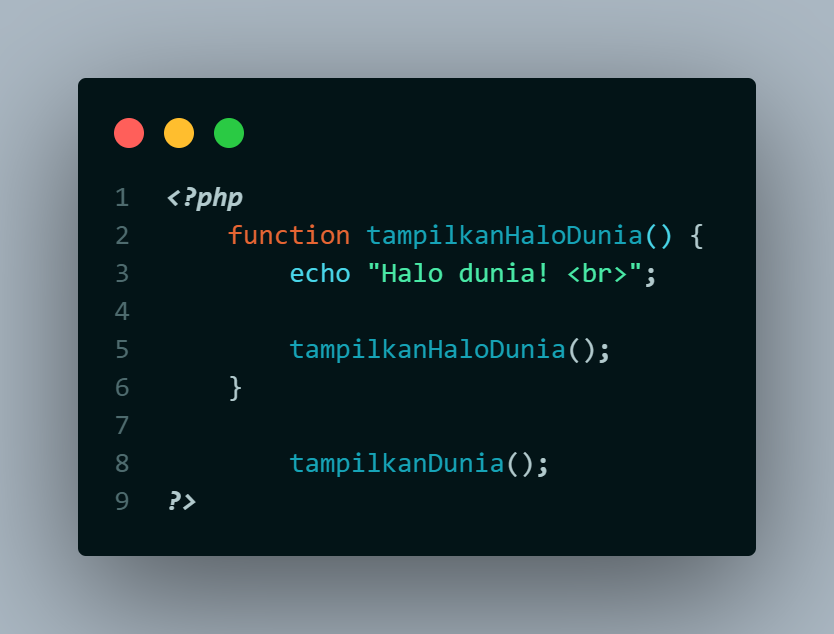 1 <?php
2     function tampilkanHaloDunia() {
3         echo "Halo dunia! <br>";
4
5         tampilkanHaloDunia();
6     }
7
8         tampilkanDunia();
9 ?>